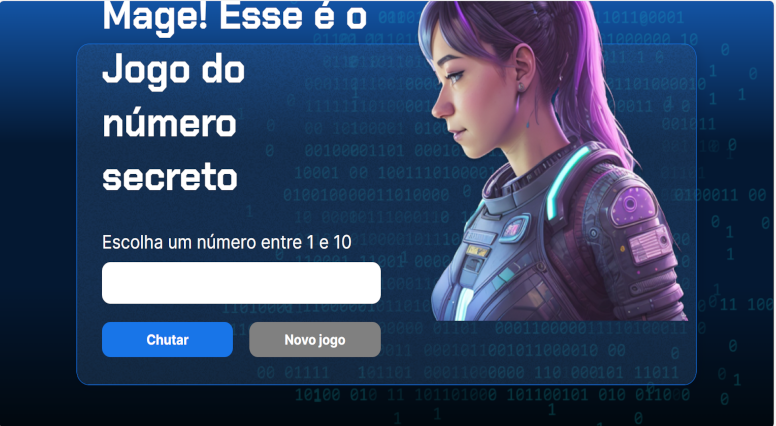 Mage! Esse é o
Jogo do
número
secreto
Escolha um número entre 1 e 10
Chutar
Novo jogo